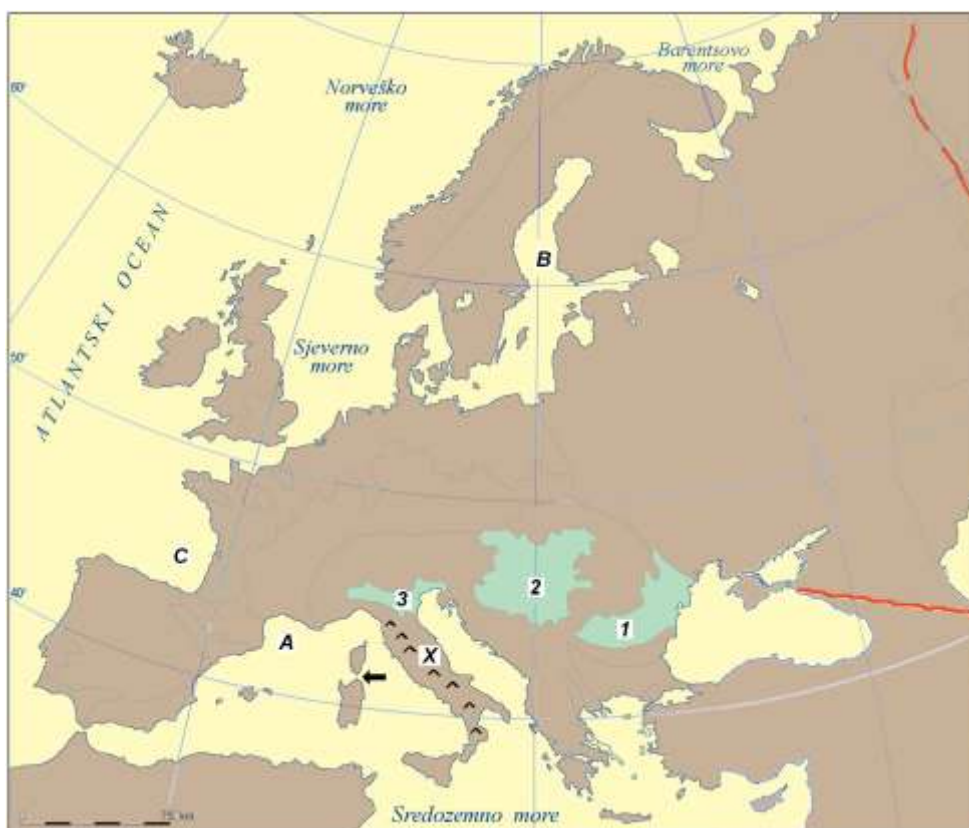 Barentsovo
more
Norveško
more
60°
ATLANTSKI OCEAN
B
Sjeverno
more
50°
C
40°
2
3
1
A
X
Sredozemno more